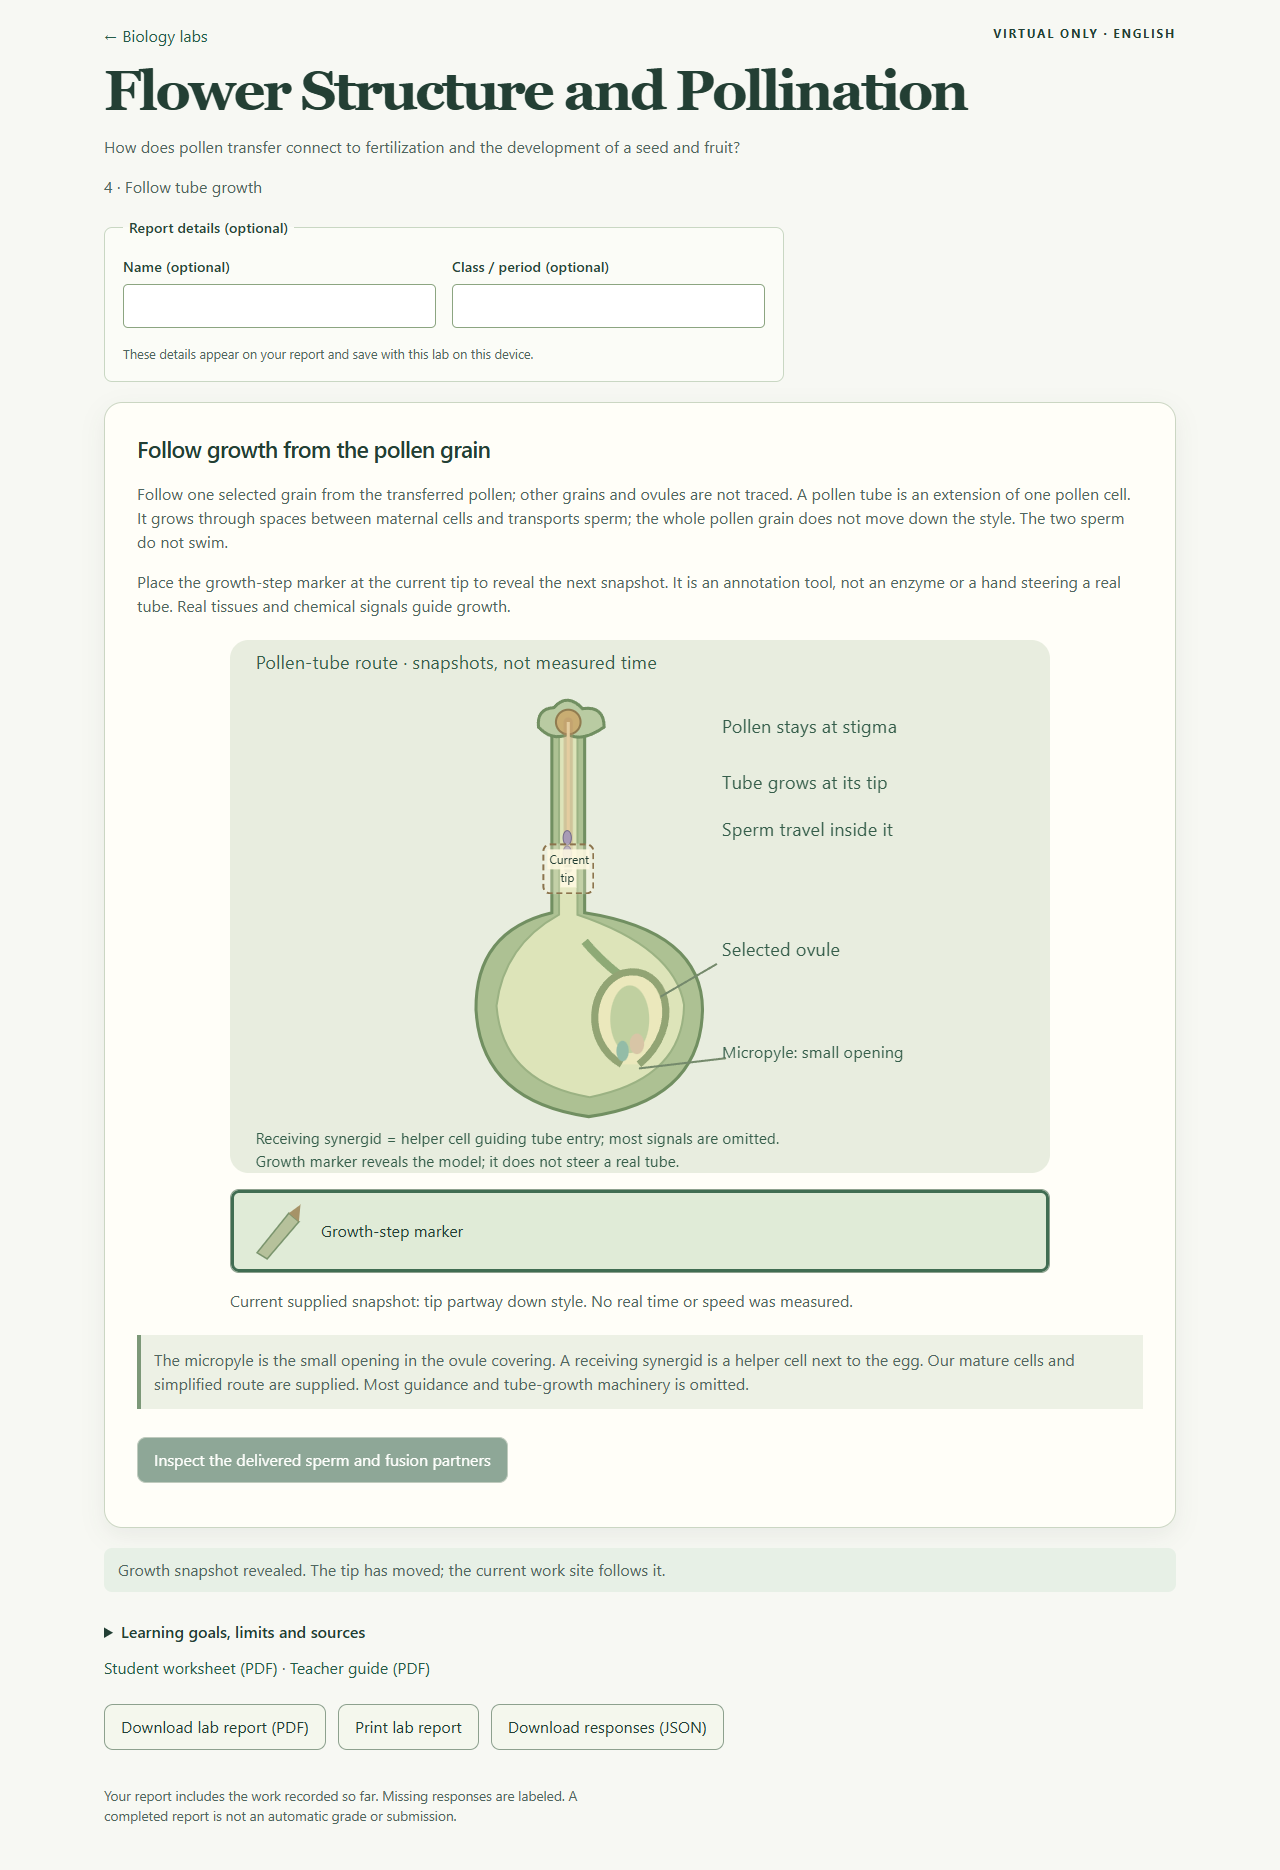 ← Biology labs
VIRTUAL ONLY · ENGLISH
Flower Structure and Pollination
How does pollen transfer connect to fertilization and the development of a seed and fruit?
4 · Follow tube growth
Report details (optional)
Name (optional)
Class / period (optional)
These details appear on your report and save with this lab on this device.
Follow growth from the pollen grain
Follow one selected grain from the transferred pollen; other grains and ovules are not traced. A pollen tube is an extension of one pollen cell.
It grows through spaces between maternal cells and transports sperm; the whole pollen grain does not move down the style. The two sperm
do not swim.
Place the growth-step marker at the current tip to reveal the next snapshot. It is an annotation tool, not an enzyme or a hand steering a real
tube. Real tissues and chemical signals guide growth.
Pollen-tube route · snapshots, not measured time
Pollen stays at stigma
Tube grows at its tip
Sperm travel inside it
Current
tip
Selected ovule
Micropyle: small opening
Receiving synergid = helper cell guiding tube entry; most signals are omitted.
Growth marker reveals the model; it does not steer a real tube.
Growth-step marker
Current supplied snapshot: tip partway down style. No real time or speed was measured.
The micropyle is the small opening in the ovule covering. A receiving synergid is a helper cell next to the egg. Our mature cells and
simplified route are supplied. Most guidance and tube-growth machinery is omitted.
Inspect the delivered sperm and fusion partners
Growth snapshot revealed. The tip has moved; the current work site follows it.
▶ Learning goals, limits and sources
Student worksheet (PDF) · Teacher guide (PDF)
Download lab report (PDF)
Print lab report
Download responses (JSON)
Your report includes the work recorded so far. Missing responses are labeled. A
completed report is not an automatic grade or submission.